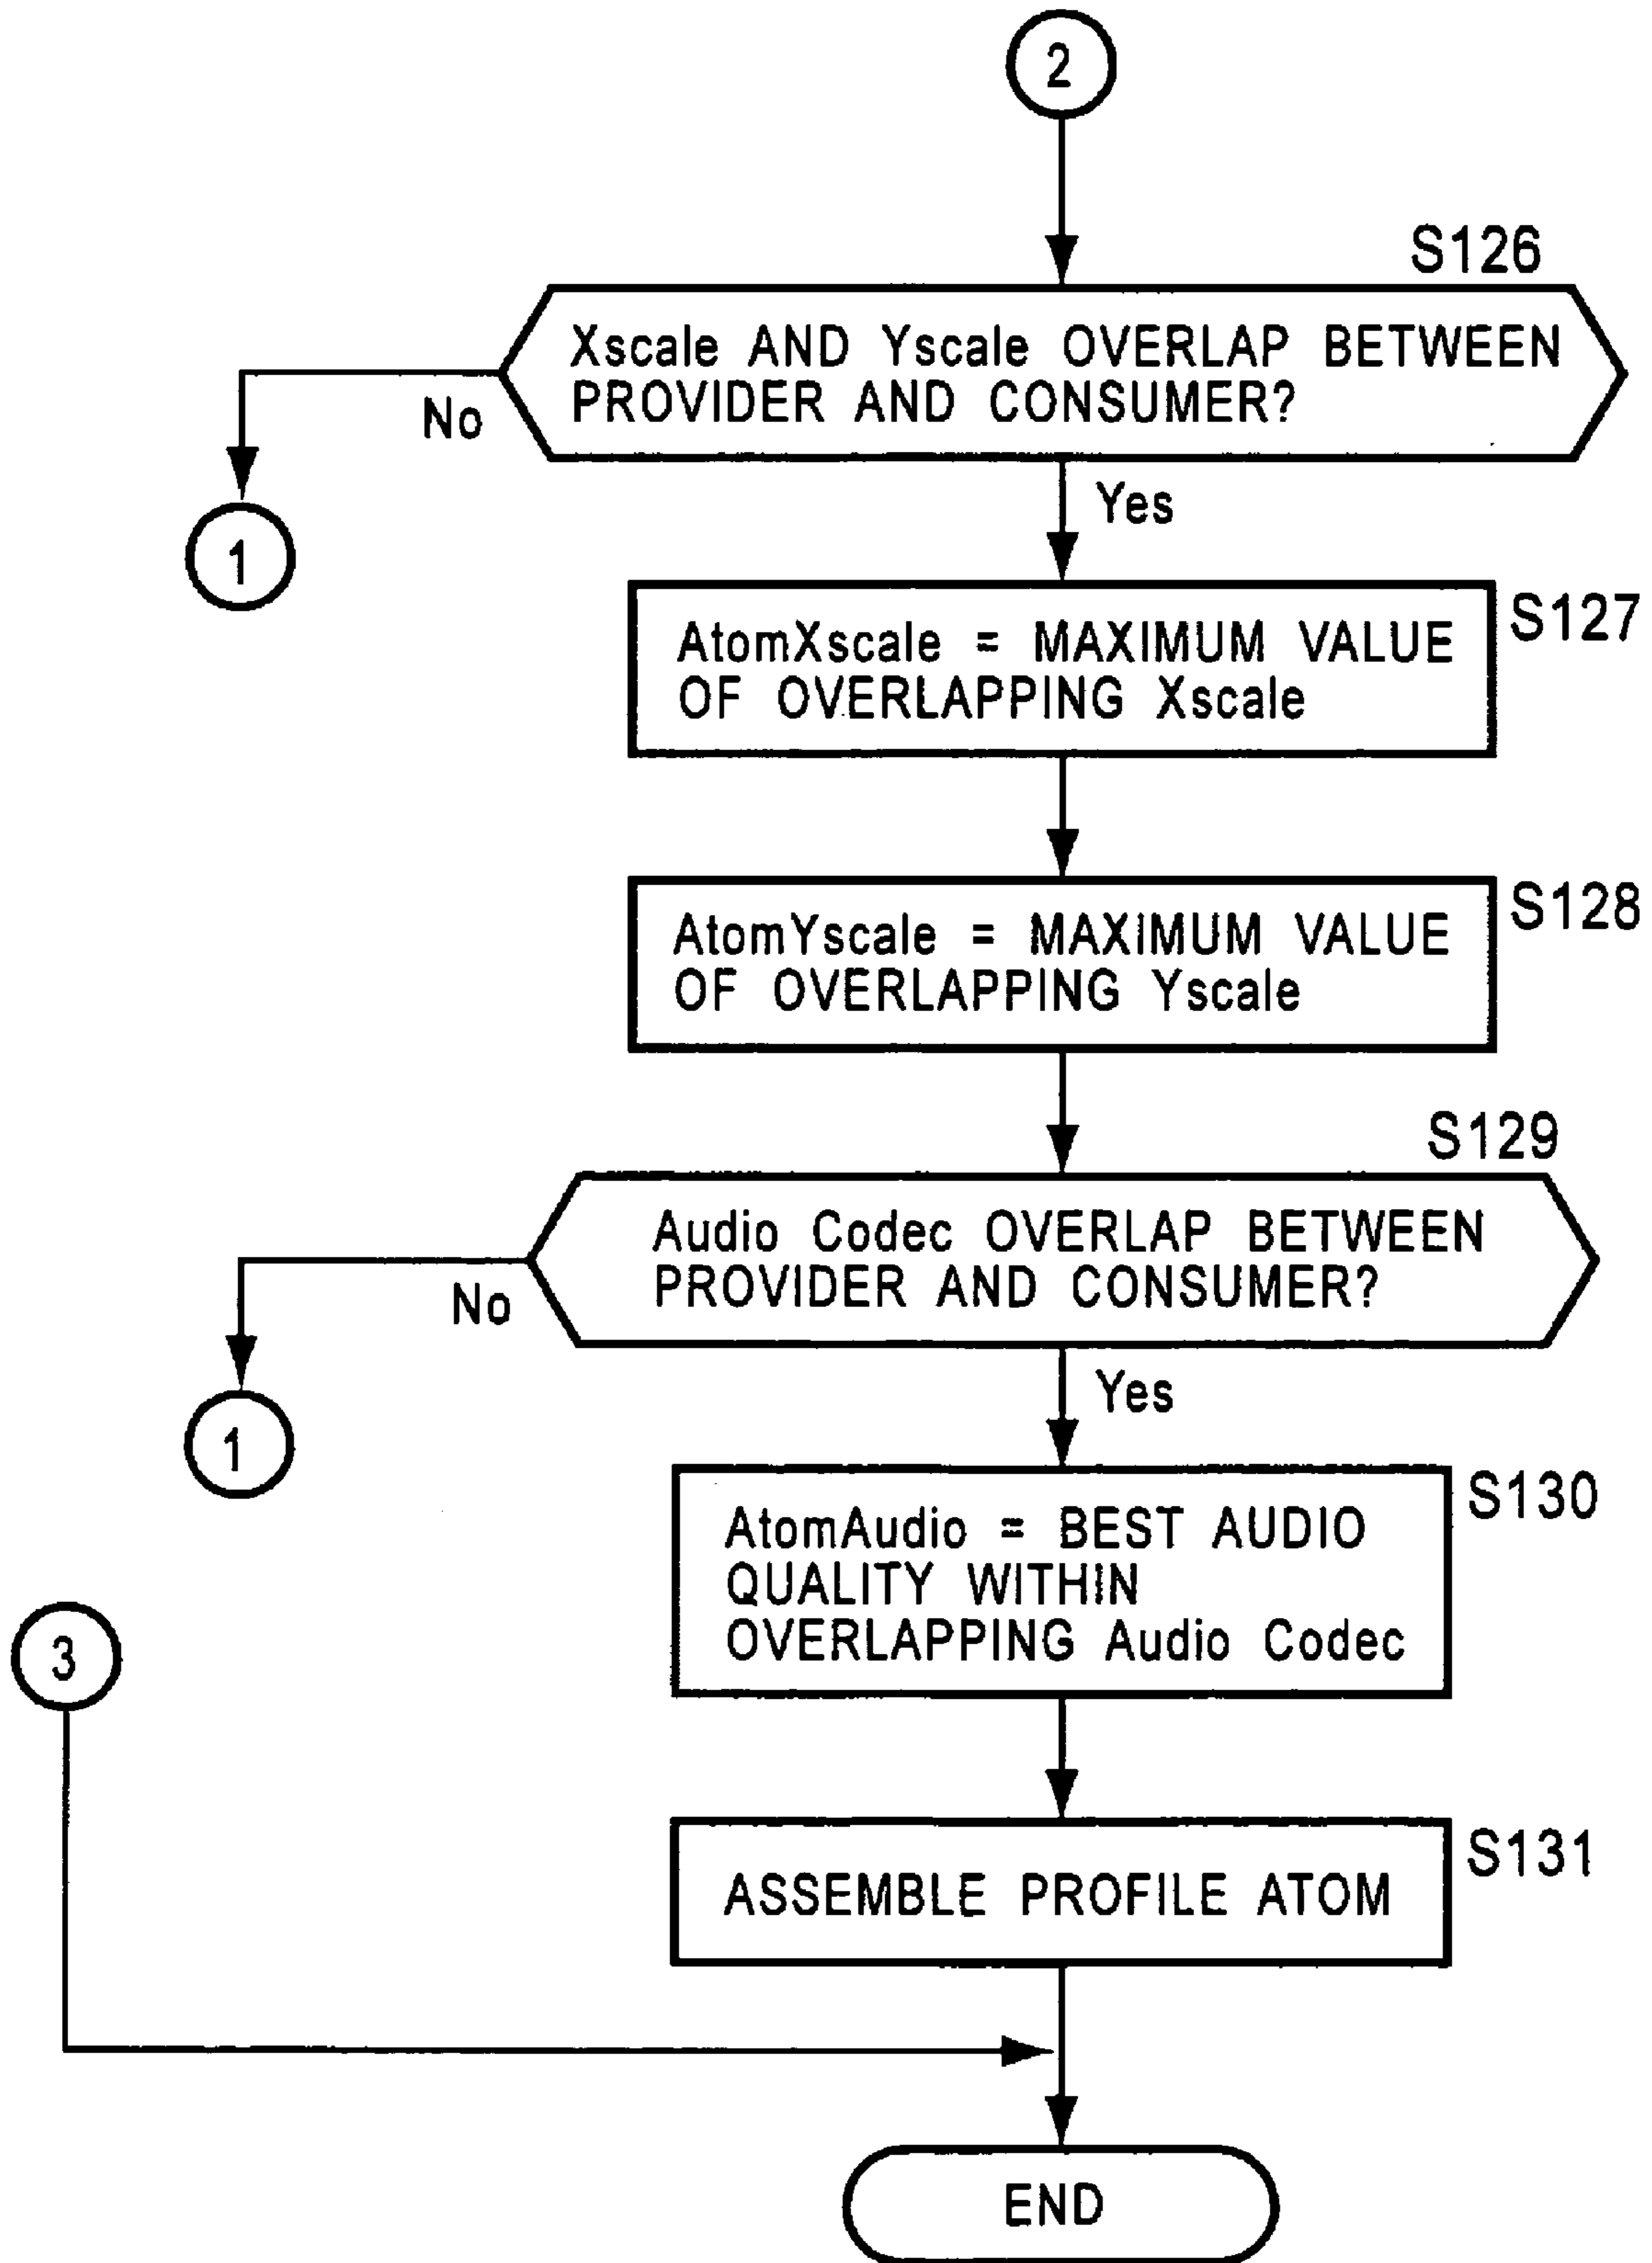 2
S126
Xscale AND Yscale OVERLAP BETWEEN
PROVIDER AND CONSUMER?
No
1
Yes
S127
AtomXscale = MAXIMUM VALUE
OF OVERLAPPING Xscale
S128
AtomYscale = MAXIMUM VALUE
OF OVERLAPPING Yscale
S129
Audio Codec OVERLAP BETWEEN
PROVIDER AND CONSUMER?
No
1
Yes
S130
AtomAudio = BEST AUDIO
QUALITY WITHIN
OVERLAPPING Audio Codec
3
S131
ASSEMBLE PROFILE ATOM
END